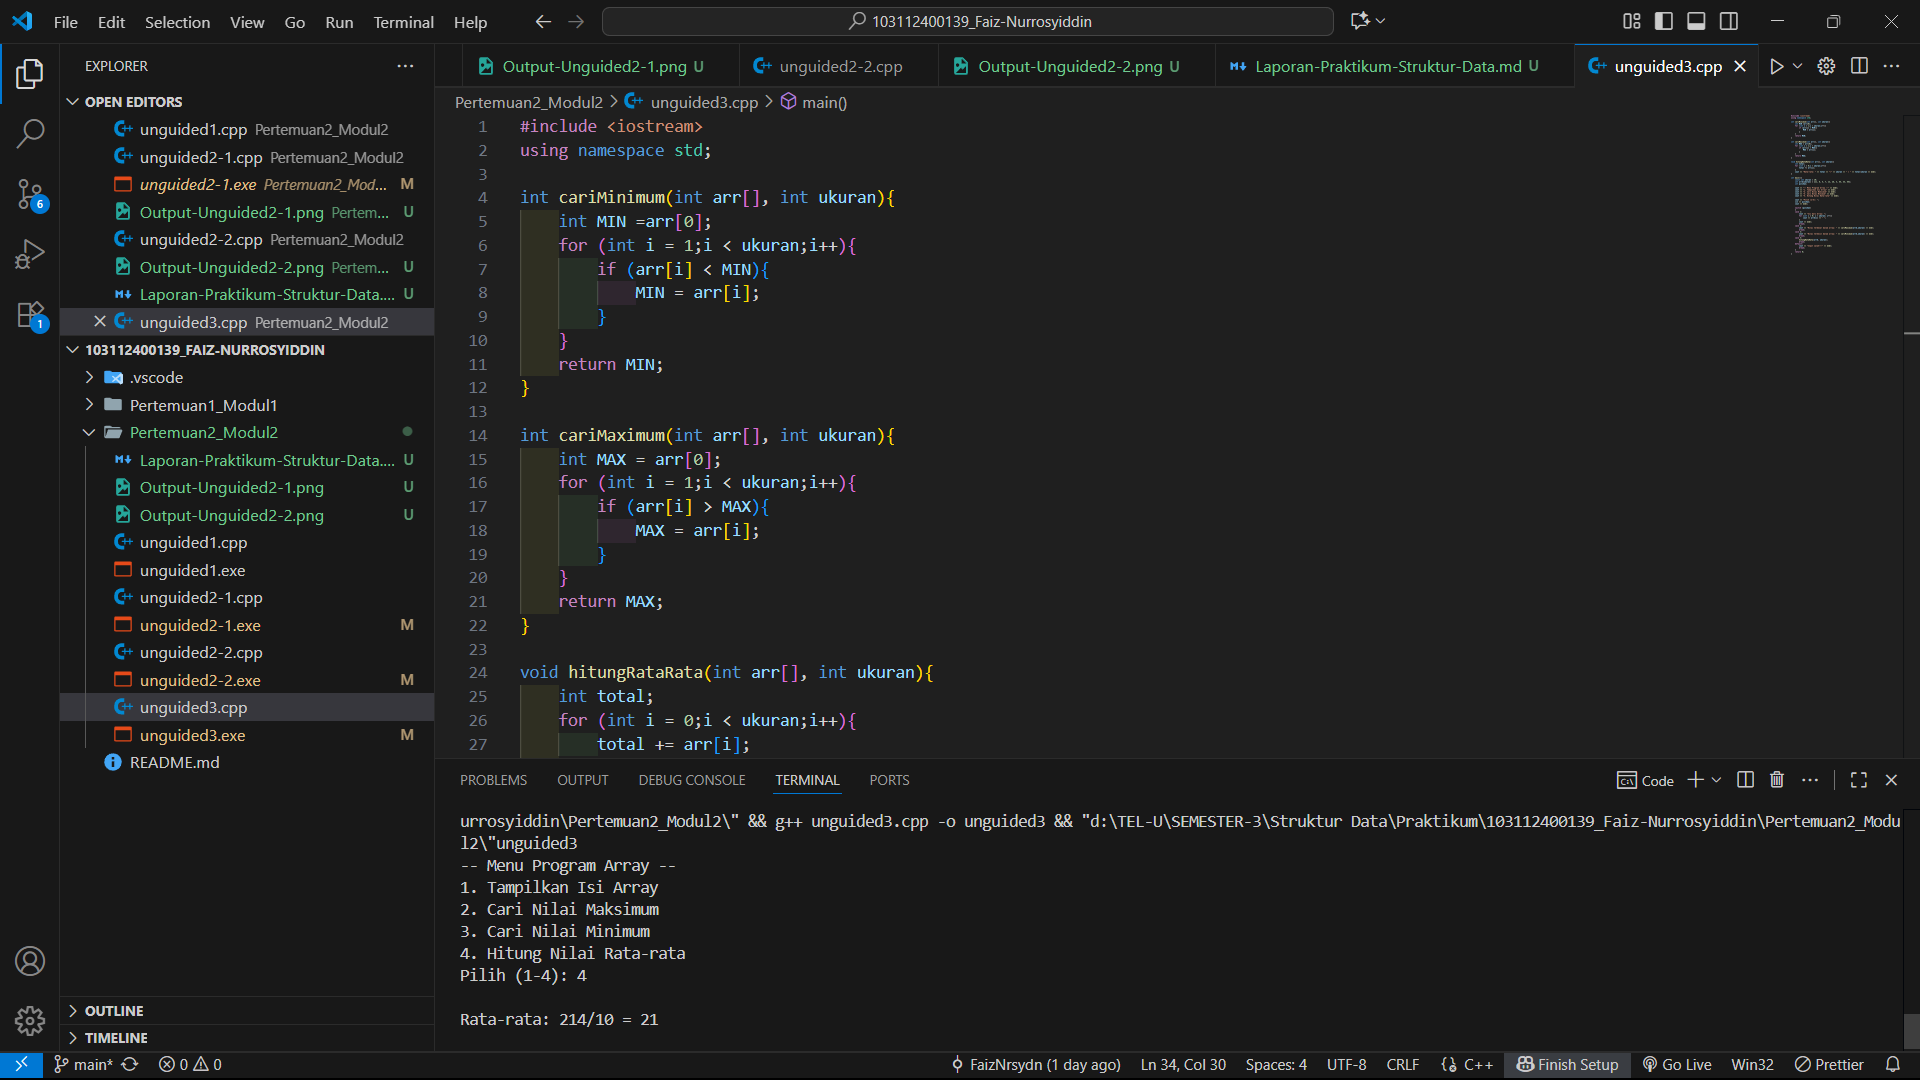 File Edit Selection View Go Run Terminal Help
103112400139_Faiz-Nurrosyiddin
EXPLORER
OPEN EDITORS
unguided1.cpp Pertemuan2_Modul2
unguided2-1.cpp Pertemuan2_Modul2
unguided2-1.exe Pertemuan2_Mod... M
Output-Unguided2-1.png Pertem... U
unguided2-2.cpp Pertemuan2_Modul2
Output-Unguided2-2.png Pertem... U
Laporan-Praktikum-Struktur-Data.... U
unguided3.cpp Pertemuan2_Modul2
103112400139_FAIZ-NURROSYIDDIN
.vscode
Pertemuan1_Modul1
Pertemuan2_Modul2
Laporan-Praktikum-Struktur-Data.... U
Output-Unguided2-1.png U
Output-Unguided2-2.png U
unguided1.cpp
unguided1.exe
unguided2-1.cpp
unguided2-1.exe M
unguided2-2.cpp
unguided2-2.exe M
unguided3.cpp
unguided3.exe M
README.md
OUTLINE
TIMELINE
6
1
Output-Unguided2-1.png U unguided2-2.cpp Output-Unguided2-2.png U Laporan-Praktikum-Struktur-Data.md U unguided3.cpp
Pertemuan2_Modul2 > unguided3.cpp > main()
1 #include <iostream>
2 using namespace std;
3
4 int cariMinimum(int arr[], int ukuran){
5 int MIN =arr[0];
6 for (int i = 1;i < ukuran;i++){
7 if (arr[i] < MIN){
8 MIN = arr[i];
9 }
10 }
11 return MIN;
12 }
13
14 int cariMaximum(int arr[], int ukuran){
15 int MAX = arr[0];
16 for (int i = 1;i < ukuran;i++){
17 if (arr[i] > MAX){
18 MAX = arr[i];
19 }
20 }
21 return MAX;
22 }
23
24 void hitungRataRata(int arr[], int ukuran){
25 int total;
26 for (int i = 0;i < ukuran;i++){
27 total += arr[i];
PROBLEMS OUTPUT DEBUG CONSOLE TERMINAL PORTS
Code
urrosyiddin\Pertemuan2_Modul2\" && g++ unguided3.cpp -o unguided3 && "d:\TEL-U\SEMESTER-3\Struktur Data\Praktikum\103112400139_Faiz-Nurrosyiddin\Pertemuan2_Modu
l2\"unguided3
-- Menu Program Array --
1. Tampilkan Isi Array
2. Cari Nilai Maksimum
3. Cari Nilai Minimum
4. Hitung Nilai Rata-rata
Pilih (1-4): 4
Rata-rata: 214/10 = 21
main* 0 0 FaizNrsydn (1 day ago) Ln 34, Col 30 Spaces: 4 UTF-8 CRLF {} C++ Finish Setup Go Live Win32 Prettier